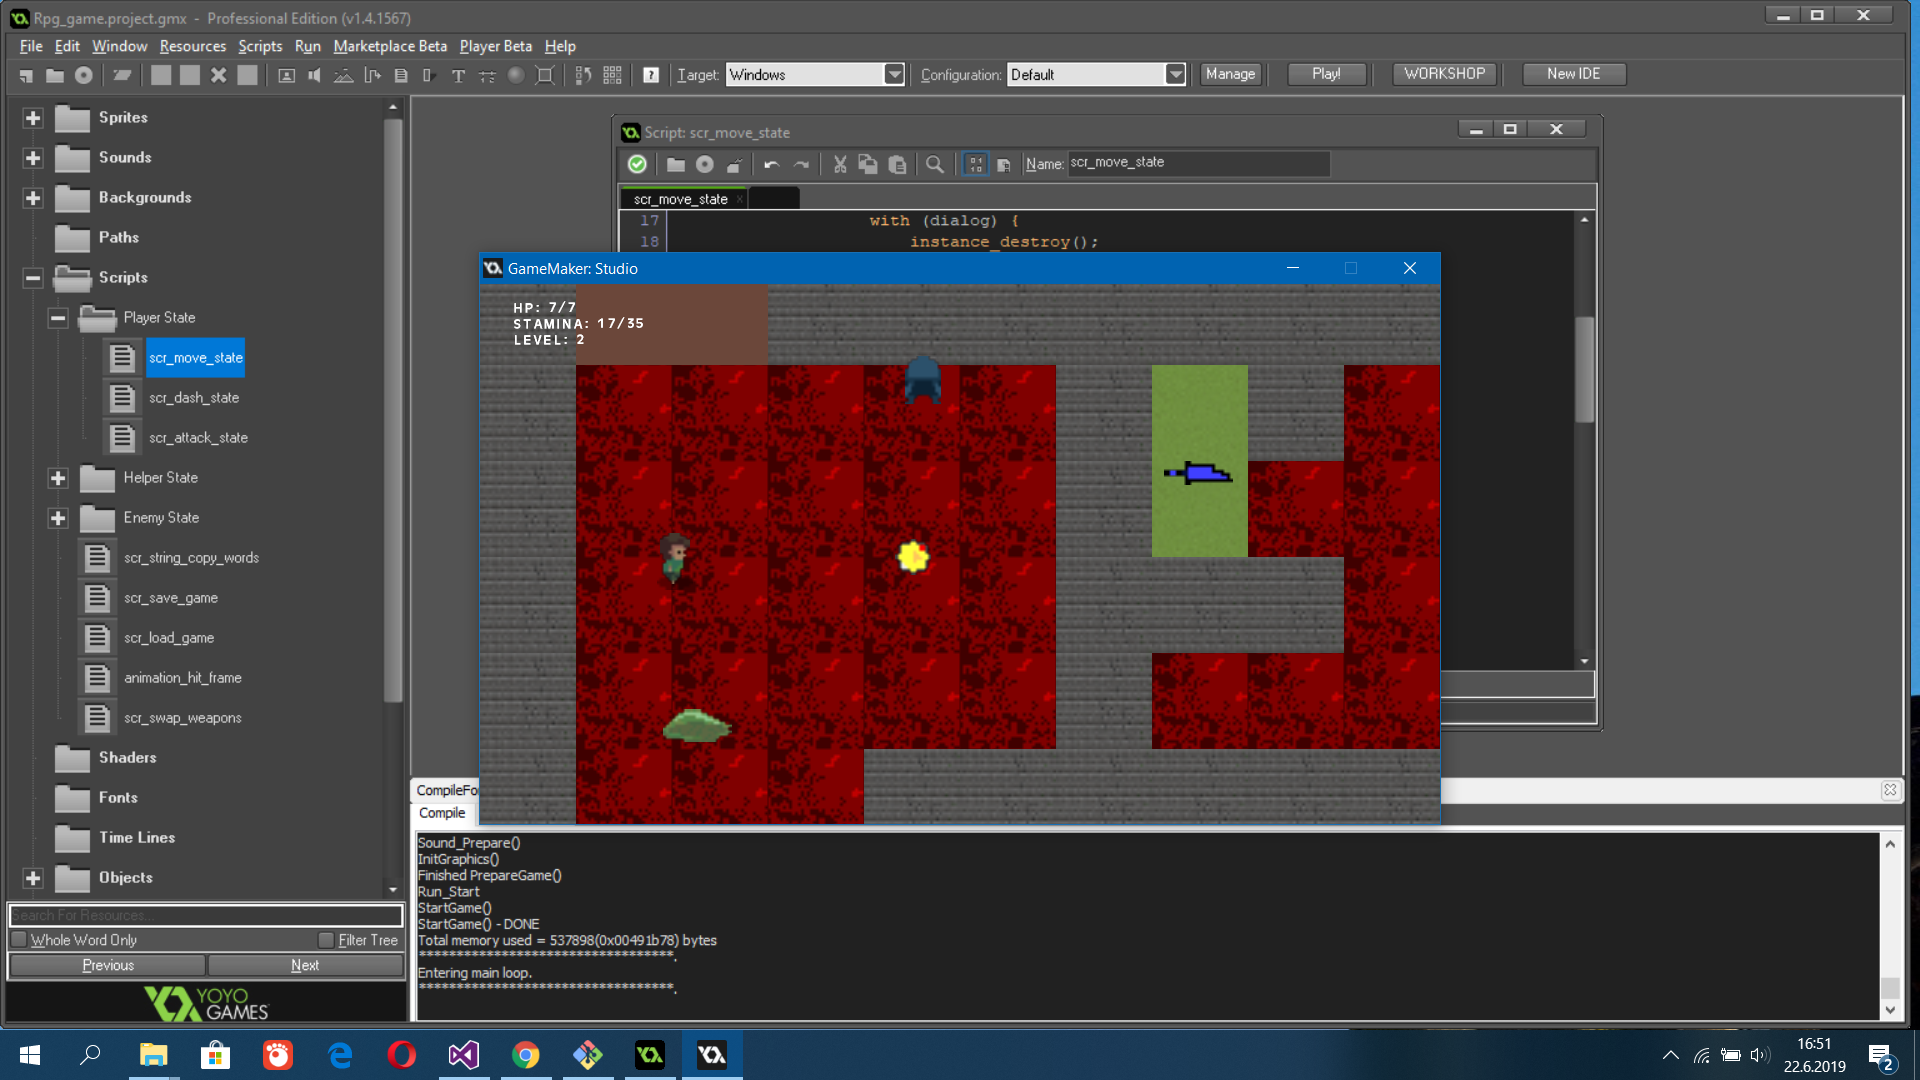 Rpg_game.project.gmx - Professional Edition (v1.4.1567)
File Edit Window Resources Scripts Run Marketplace Beta Player Beta Help
Target: Windows Configuration: Default Manage Play! WORKSHOP New IDE
Sprites
Sounds
Backgrounds
Paths
Scripts
Player State
scr_move_state
scr_dash_state
scr_attack_state
Helper State
Enemy State
scr_string_copy_words
scr_save_game
scr_load_game
animation_hit_frame
scr_swap_weapons
Shaders
Fonts
Time Lines
Objects
Search For Resources...
Whole Word Only Filter Tree
Previous Next
YOYO GAMES
Script: scr_move_state
Name: scr_move_state
scr_move_state
17 with (dialog) {
18 instance_destroy();
GameMaker: Studio
HP: 7/7
STAMINA: 17/35
LEVEL: 2
CompileFo
Compile
Sound_Prepare()
InitGraphics()
Finished PrepareGame()
Run_Start
StartGame()
StartGame() - DONE
Total memory used = 537898(0x00491b78) bytes
**********************************.
Entering main loop.
**********************************.
16:51
22.6.2019
2